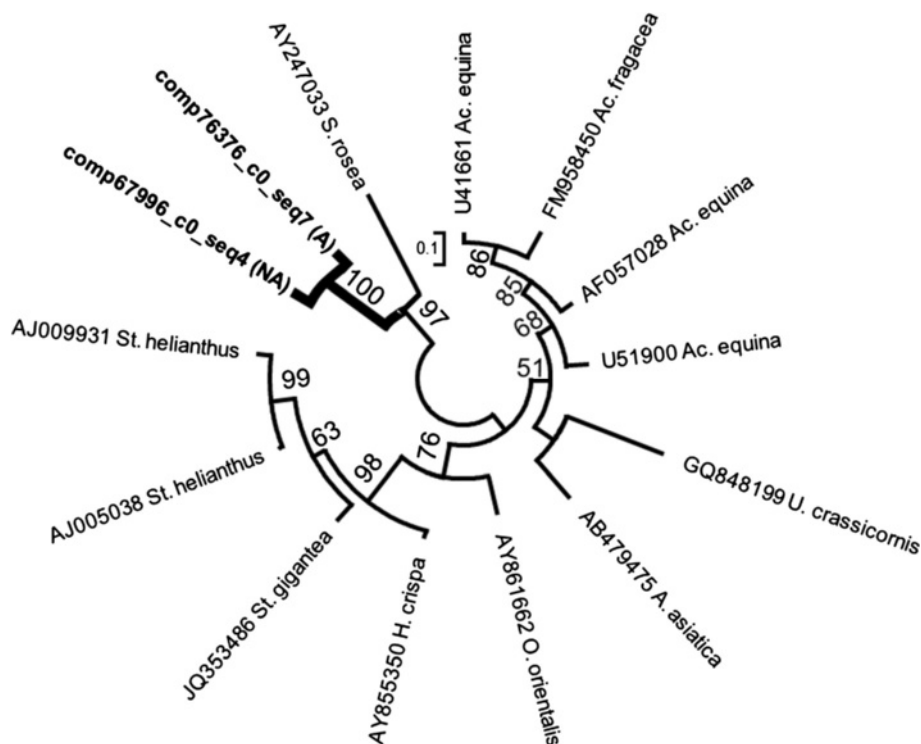 AY247033 S. rosea
U41661 Ac. equina
FM958450 Ac. fragacea
AF057028 Ac. equina
U51900 Ac. equina
GQ848199 U. crassicornis
AB479475 A. asiatica
AY861662 O. orientalis
AY855350 H. crispa
JQ353486 St. gigantea
AJ005038 St. helianthus
AJ009931 St. helianthus
comp67996_c0_seq4 (NA)
comp76376_c0_seq7 (A)
0.1
100
97
86
85
68
51
76
98
63
99